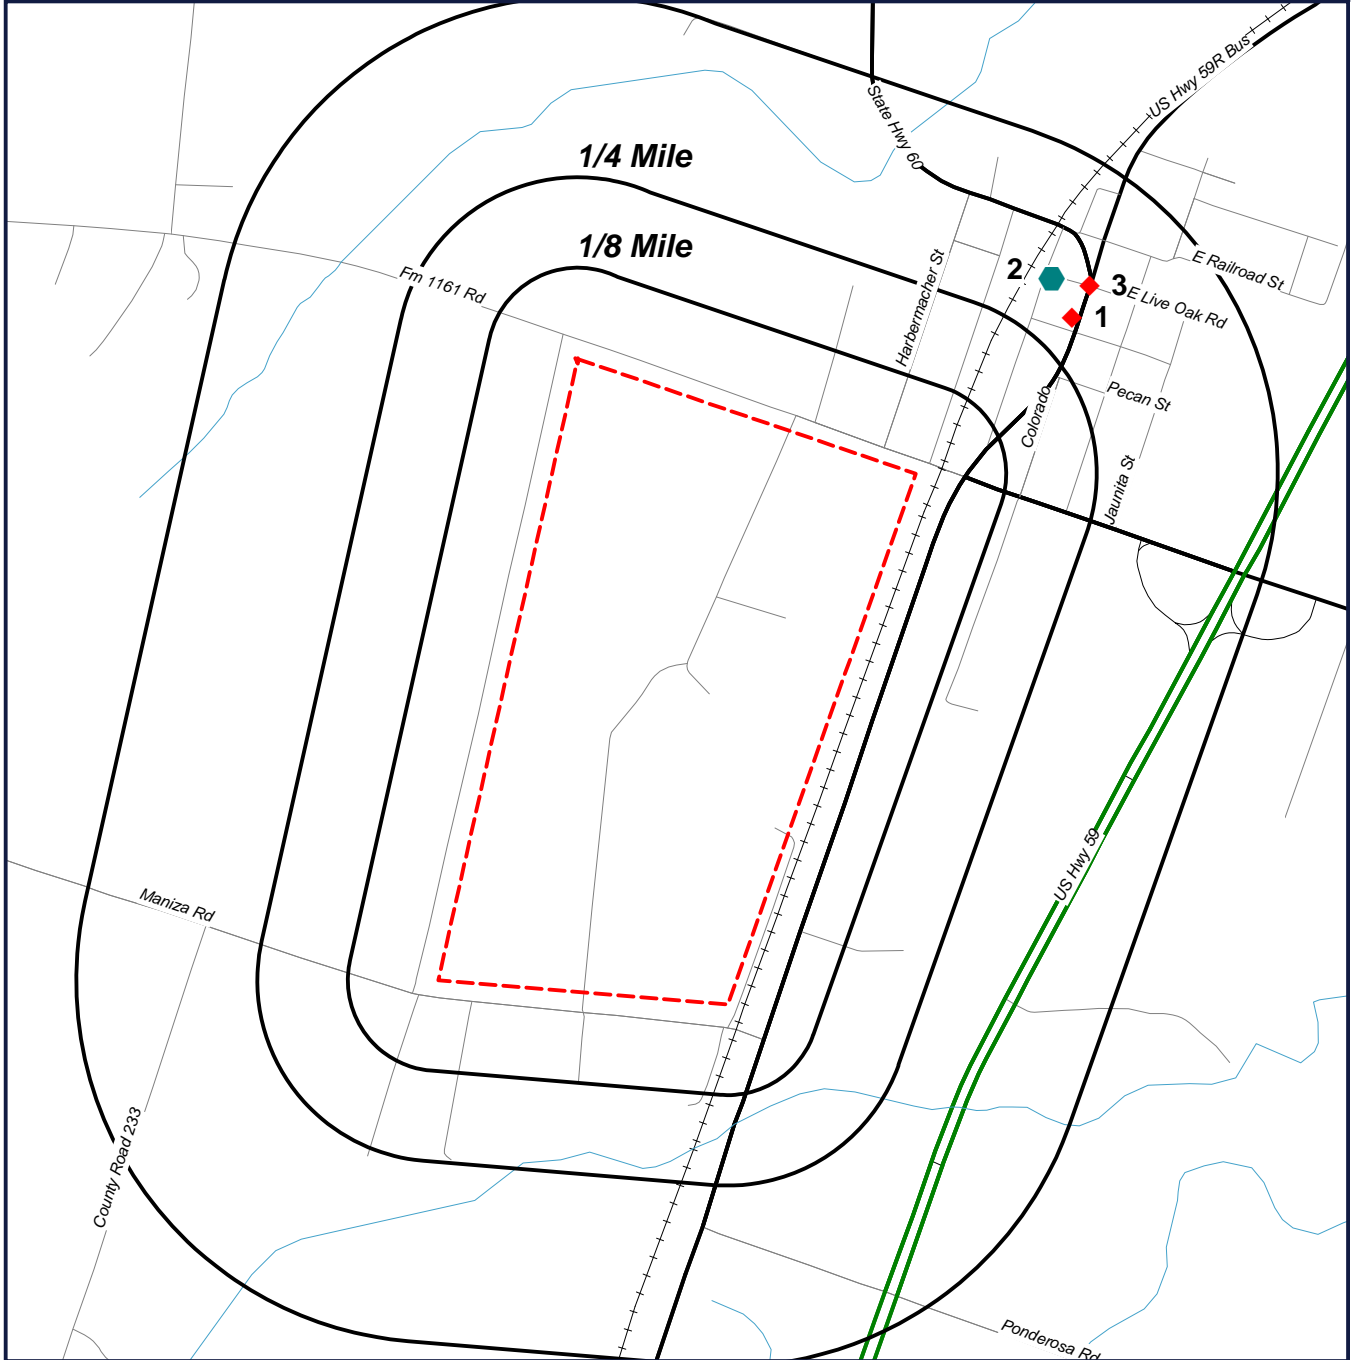 US Hwy 59R Bus
State Hwy 60
1/4 Mile
1/8 Mile
Fm 1161 Rd
Harbermacher St
2
3
1
E Railroad St
E Live Oak Rd
Pecan St
Colorado
Jaunita St
US Hwy 59
Maniza Rd
County Road 233
Ponderosa Rd